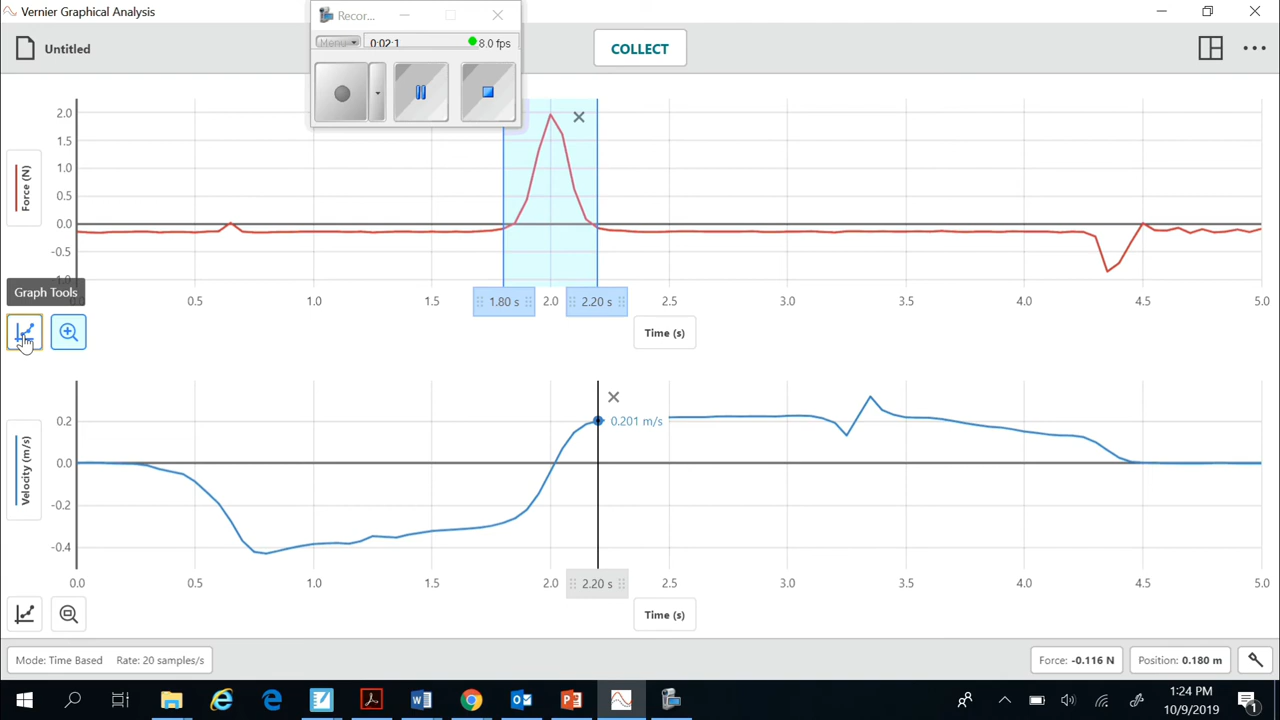 Vernier Graphical Analysis
Recor...
Untitled
Menu
0:02:1
8.0 fps
COLLECT
2.0
1.5
1.0
0.5
0.0
-0.5
Force (N)
Graph Tools
0.5
1.0
1.5
1.80 s
2.0
2.20 s
2.5
3.0
3.5
4.0
4.5
5.0
Time (s)
0.2
0.0
-0.2
-0.4
Velocity (m/s)
0.201 m/s
0.0
0.5
1.0
1.5
2.0
2.20 s
2.5
3.0
3.5
4.0
4.5
5.0
Time (s)
Mode: Time Based Rate: 20 samples/s
Force: -0.116 N
Position: 0.180 m
1:24 PM
10/9/2019
1